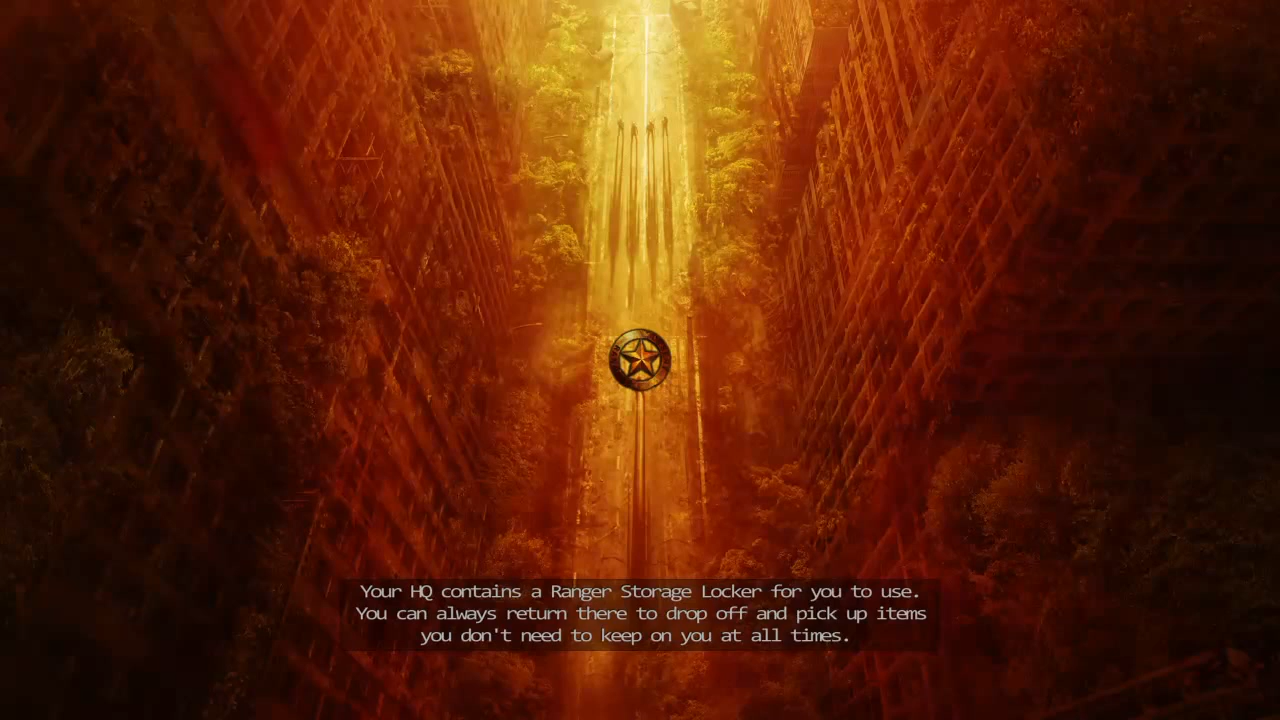 Your HQ contains a Ranger Storage Locker for you to use.
You can always return there to drop off and pick up items
you don't need to keep on you at all times.